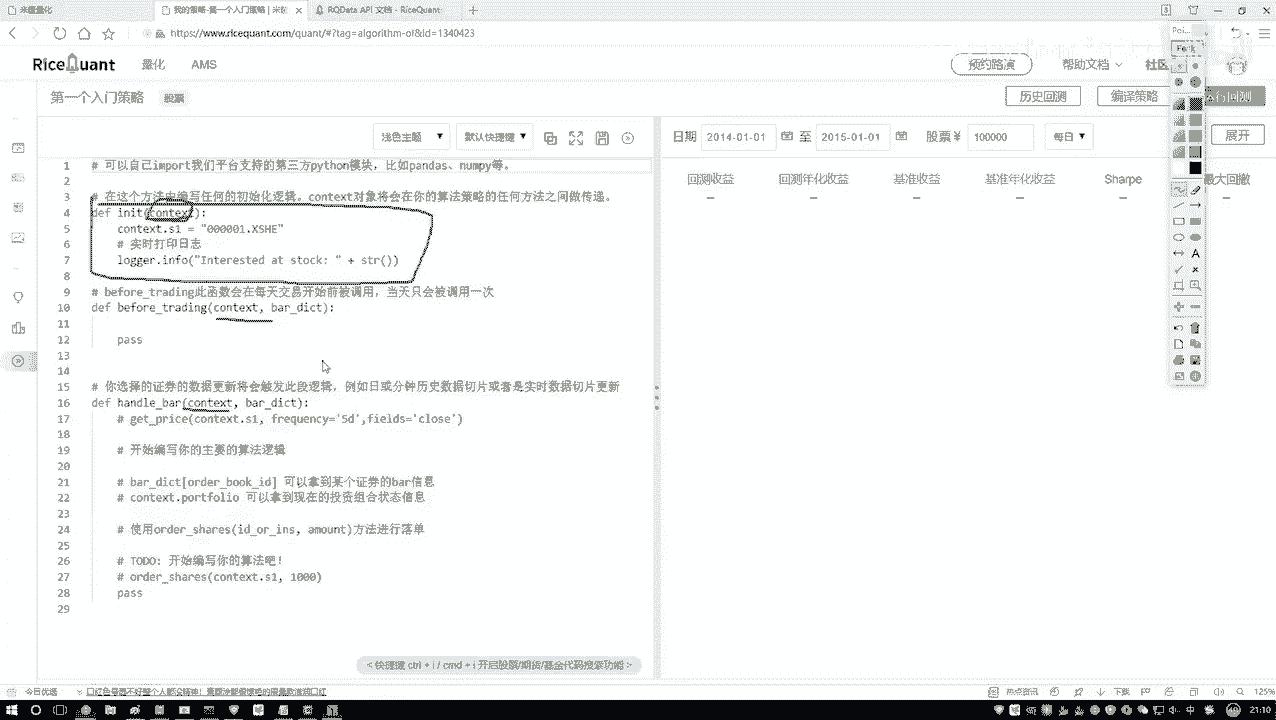 米筐量化
我的策略-第一个入门策略 | 米筐
RQData API 文档 - RiceQuant
https://www.ricequant.com/quant/#?tag=algorithm-of&id=1340423
RiceQuant 量化 AMS 预约路演 帮助文档 社区
第一个入门策略 股票 历史回测 编译策略 运行回测
浅色主题 默认快捷键 日期 2014-01-01 至 2015-01-01 股票¥ 100000 每日 展开
回测收益 回测年化收益 基准收益 基准年化收益 Sharpe 最大回撤
– – – – – –
1 # 可以自己import我们平台支持的第三方python模块，比如pandas、numpy等。
2
3 # 在这个方法中编写任何的初始化逻辑。context对象将会在你的算法策略的任何方法之间做传递。
4 def init(context):
5 context.s1 = "000001.XSHE"
6 # 实时打印日志
7 logger.info("Interested at stock: " + str())
8
9 # before_trading此函数会在每天交易开始前被调用，当天只会被调用一次
10 def before_trading(context, bar_dict):
11
12 pass
13
14
15 # 你选择的证券的数据更新将会触发此段逻辑，例如日或分钟历史数据切片或者是实时数据切片更新
16 def handle_bar(context, bar_dict):
17 # get_price(context.s1, frequency='5d',fields='close')
18
19 # 开始编写你的主要的算法逻辑
20
21 # bar_dict[order_book_id] 可以拿到某个证券的bar信息
22 # context.portfolio 可以拿到现在的投资组合状态信息
23
24 # 使用order_share(id_or_ins, amount)方法进行落单
25
26 # TODO: 开始编写你的算法吧！
27 # order_shares(context.s1, 1000)
28 pass
29
< 快捷键 ctrl + i / cmd + i 开启股票/期货/基金代码搜索功能 >
今日优选
热点资讯 下载 125%
21:10